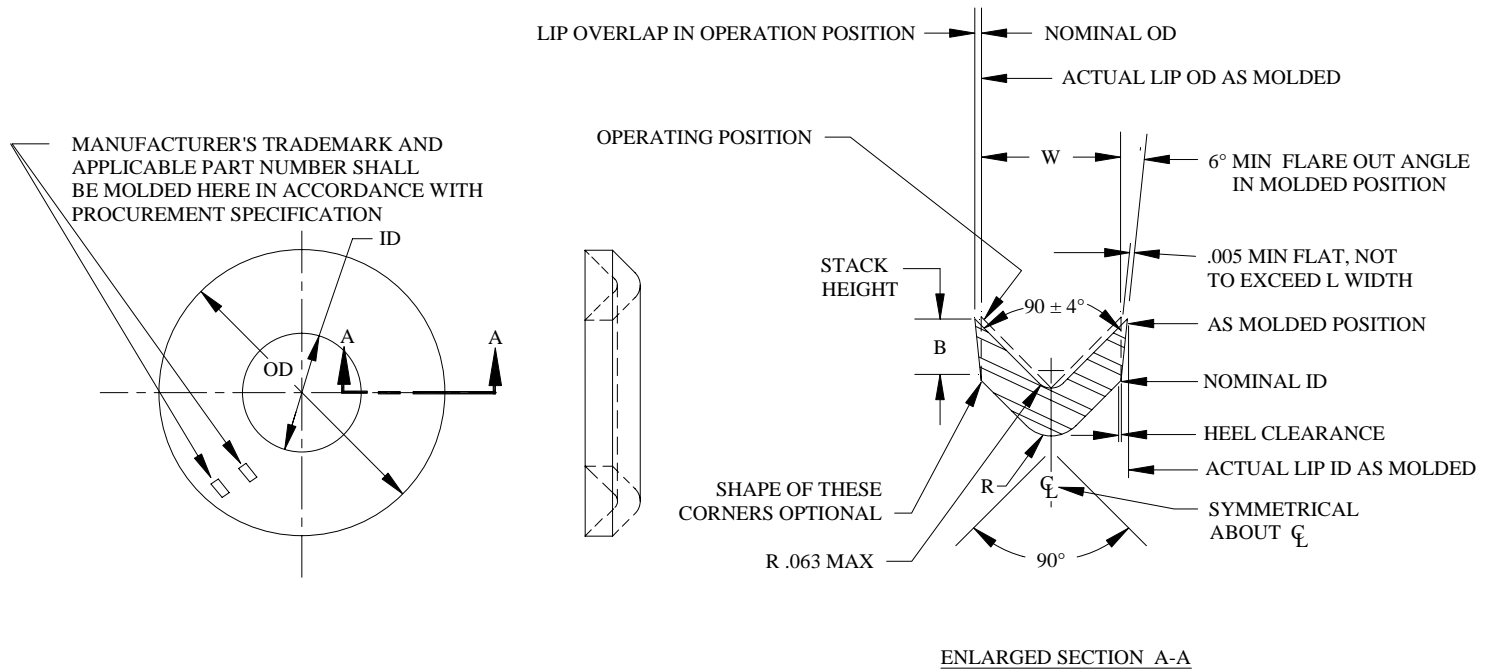 LIP OVERLAP IN OPERATION POSITION
NOMINAL OD
ACTUAL LIP OD AS MOLDED
OPERATING POSITION
MANUFACTURER'S TRADEMARK AND
APPLICABLE PART NUMBER SHALL
BE MOLDED HERE IN ACCORDANCE WITH
PROCUREMENT SPECIFICATION
W
6° MIN FLARE OUT ANGLE
IN MOLDED POSITION
ID
.005 MIN FLAT, NOT
TO EXCEED L WIDTH
STACK
HEIGHT
90 ± 4°
AS MOLDED POSITION
A
A
B
OD
NOMINAL ID
HEEL CLEARANCE
ACTUAL LIP ID AS MOLDED
SHAPE OF THESE
CORNERS OPTIONAL
R
CL
SYMMETRICAL
ABOUT CL
R .063 MAX
90°
ENLARGED SECTION A-A